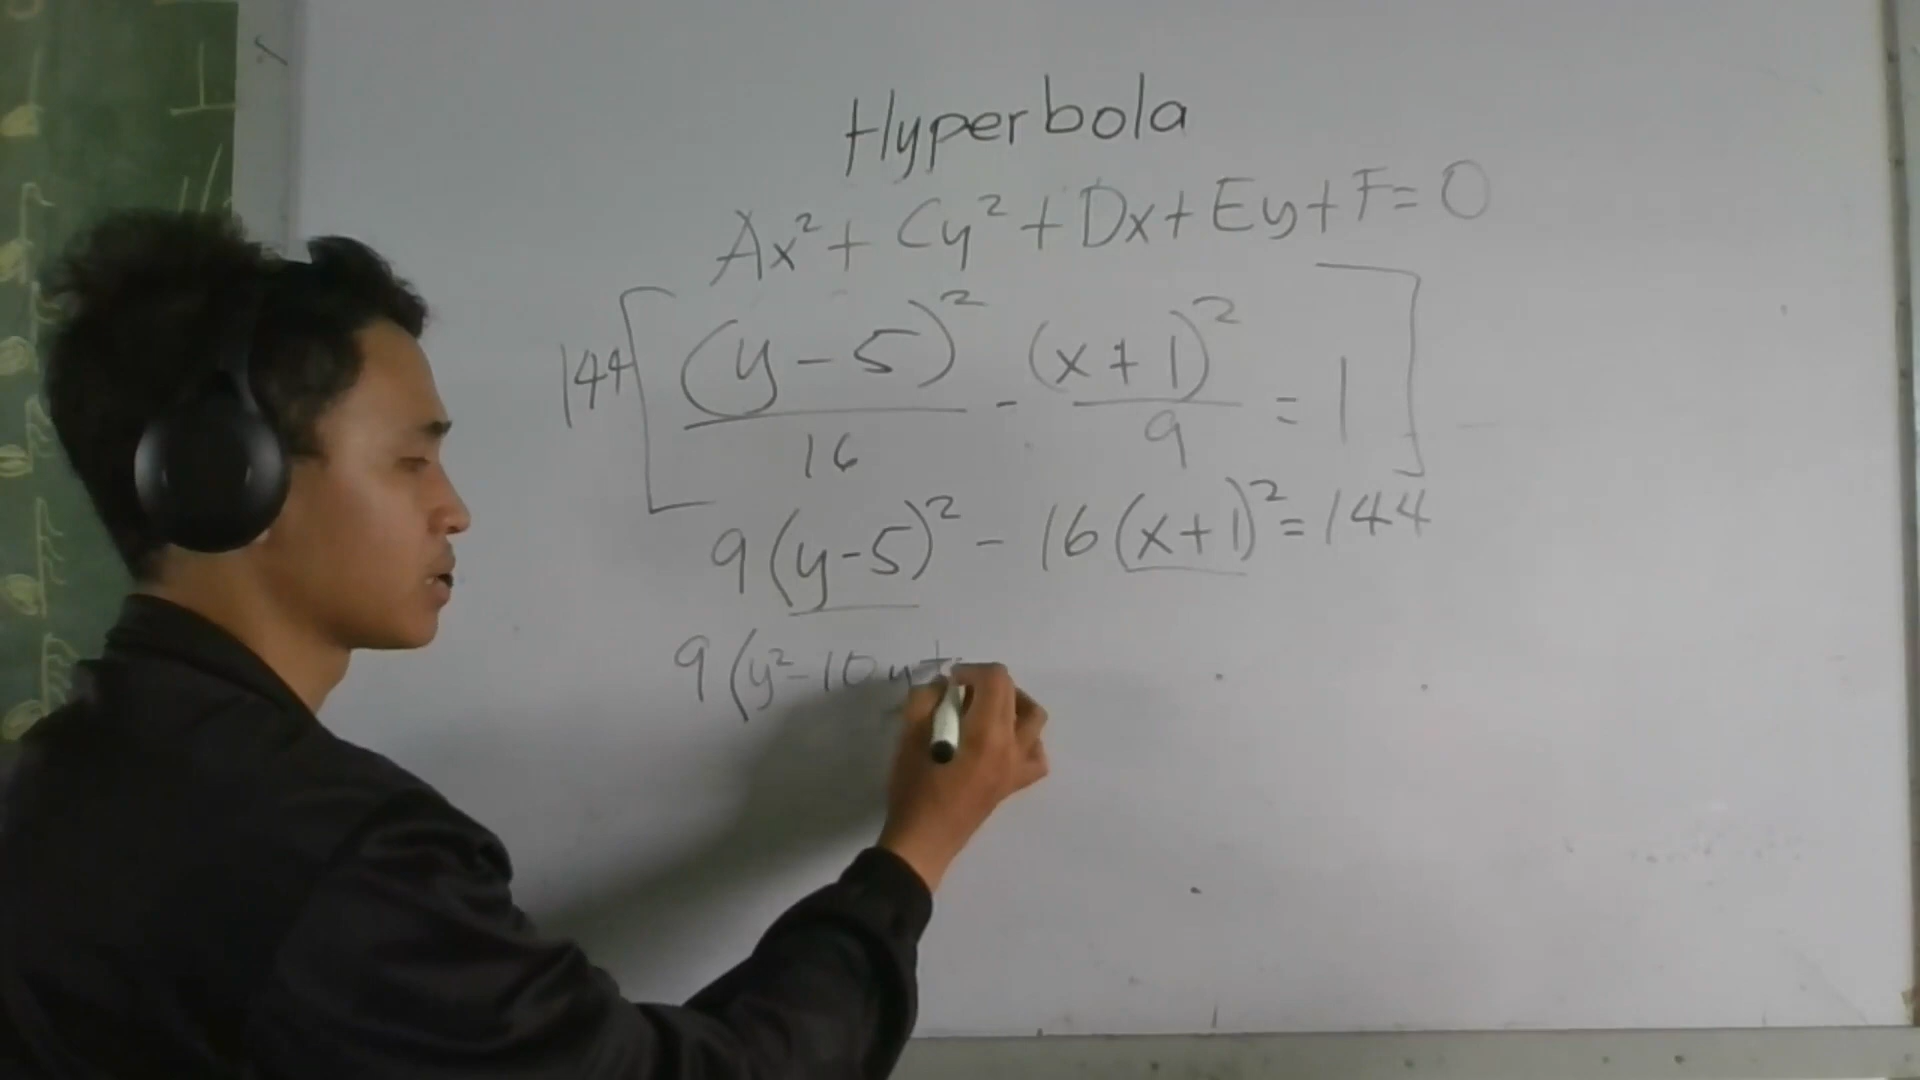 Hyperbola
Ax² + Cy² + Dx + Ey + F = 0
144 [ (y - 5)² / 16 - (x + 1)² / 9 = 1 ]
9(y-5)² - 16(x+1)² = 144
9(y² - 10y +